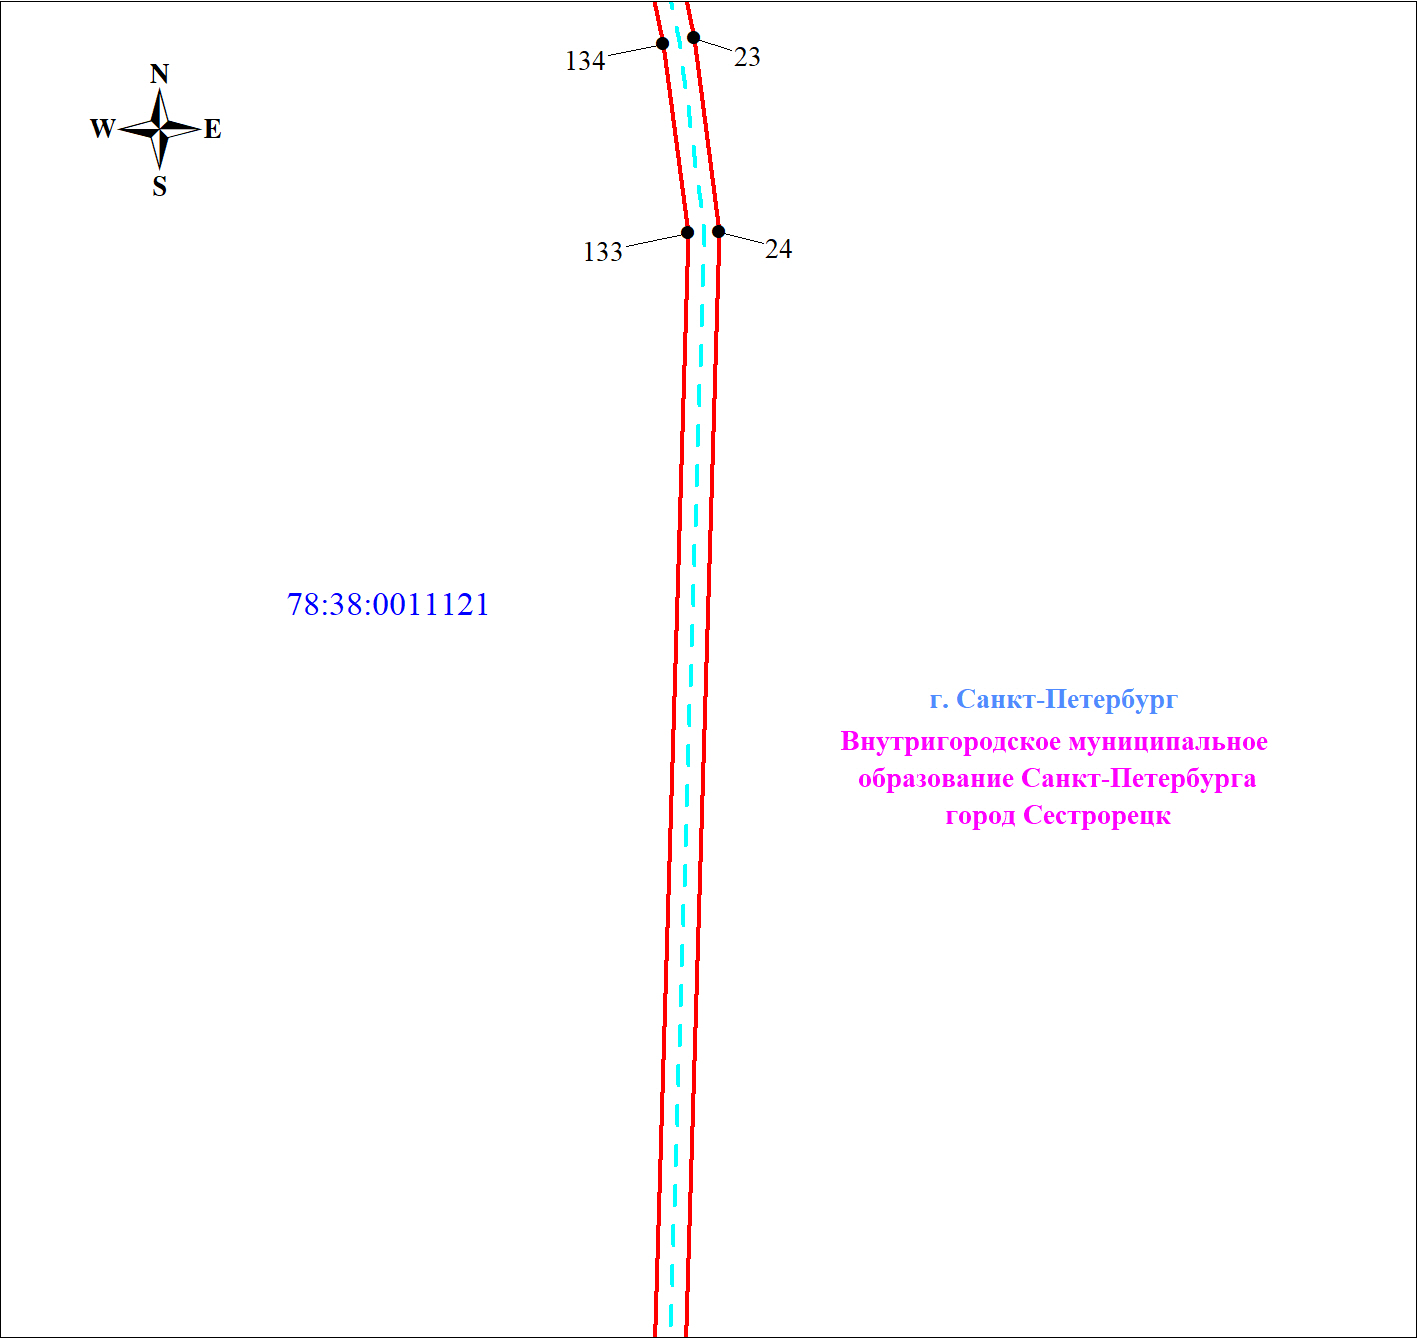 134
23
N
W
E
S
133
24
78:38:0011121
г. Санкт-Петербург
Внутригородское муниципальное
образование Санкт-Петербурга
город Сестрорецк